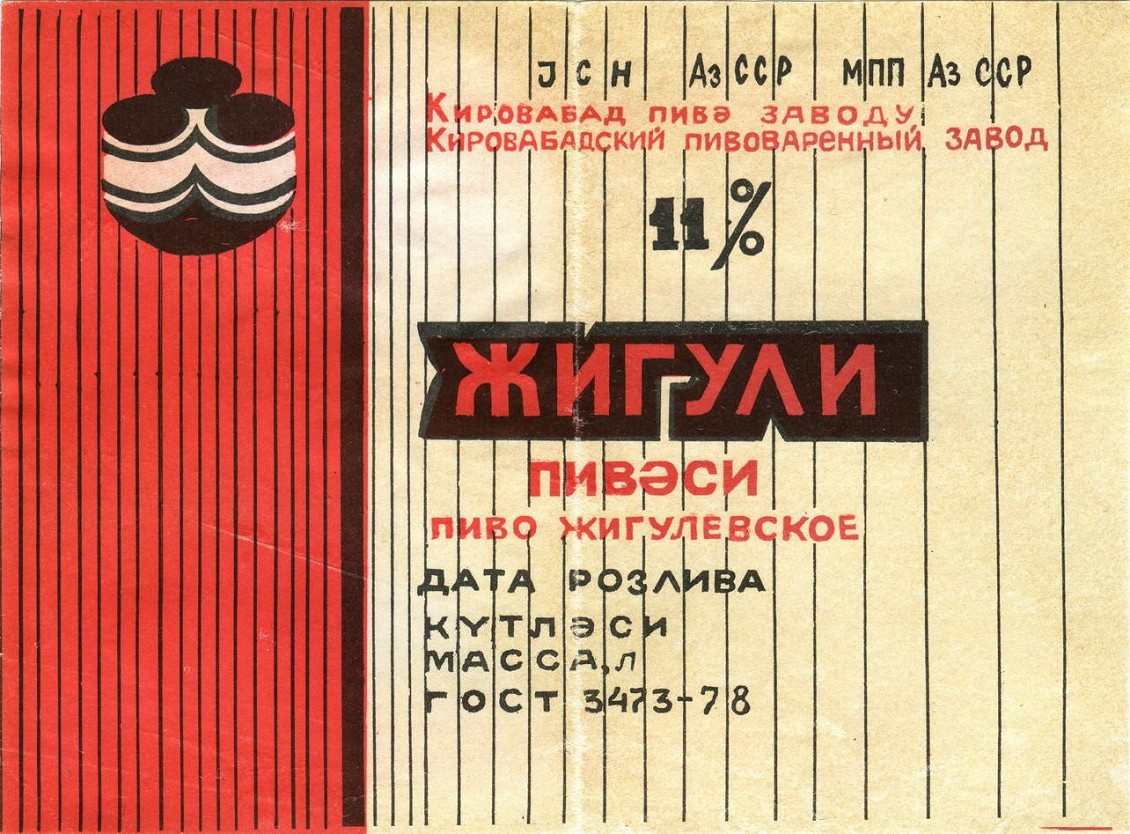 ЈСН АзССР МПП АзССР
КИРОВАБАД ПИВӘ ЗАВОДУ
КИРОВАБАДСКИЙ ПИВОВАРЕННЫЙ ЗАВОД
11%
ЖИГУЛИ
ПИВӘСИ
ПИВО ЖИГУЛЕВСКОЕ
ДАТА РОЗЛИВА
КҮТЛӘСИ
МАССА, Л
ГОСТ 3473-78